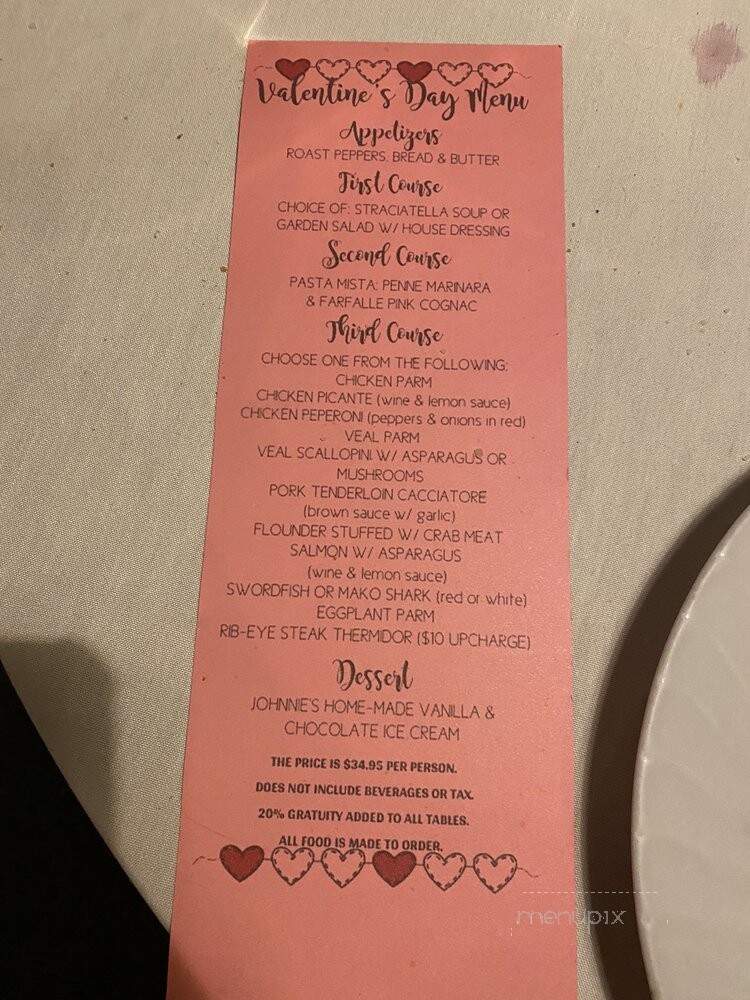 Valentine's Day Menu
Appetizers
ROAST PEPPERS, BREAD & BUTTER
First Course
CHOICE OF: STRACIATELLA SOUP OR
GARDEN SALAD W/ HOUSE DRESSING
Second Course
PASTA MISTA: PENNE MARINARA
& FARFALLE PINK COGNAC
Third Course
CHOOSE ONE FROM THE FOLLOWING:
CHICKEN PARM
CHICKEN PICANTE (wine & lemon sauce)
CHICKEN PEPERONI (peppers & onions in red)
VEAL PARM
VEAL SCALLOPINI W/ ASPARAGUS OR
MUSHROOMS
PORK TENDERLOIN CACCIATORE
(brown sauce w/ garlic)
FLOUNDER STUFFED W/ CRAB MEAT
SALMON W/ ASPARAGUS
(wine & lemon sauce)
SWORDFISH OR MAKO SHARK (red or white)
EGGPLANT PARM
RIB-EYE STEAK THERMIDOR ($10 UPCHARGE)
Dessert
JOHNNIE'S HOME-MADE VANILLA &
CHOCOLATE ICE CREAM
THE PRICE IS $34.95 PER PERSON.
DOES NOT INCLUDE BEVERAGES OR TAX.
20% GRATUITY ADDED TO ALL TABLES.
ALL FOOD IS MADE TO ORDER.
menupix